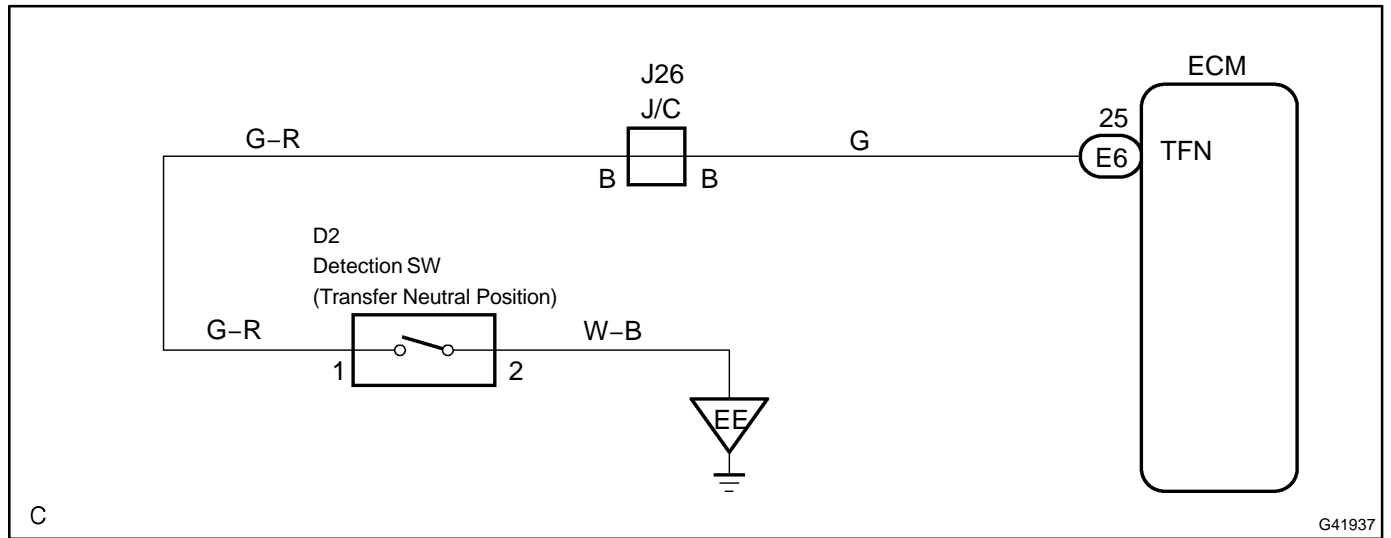 ECM
J26
J/C
25
G–R
G
E6
TFN
B
B
D2
Detection SW
(Transfer Neutral Position)
G–R
W–B
1
2
EE
C
G41937